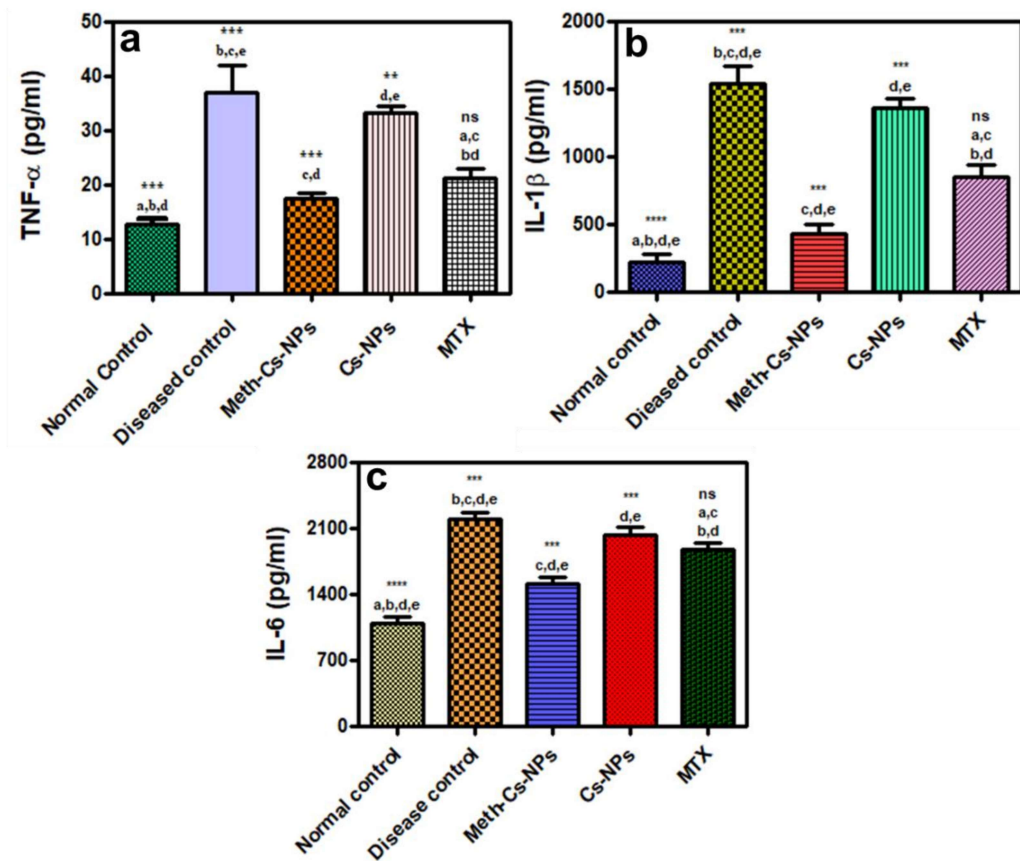 a
TNF-α (pg/ml)
50
40
30
20
10
0
***
a,b,d
***
b,c,e
***
c,d
**
d,e
ns
a,c
bd
Normal Control
Diseased control
Meth-Cs-NPs
Cs-NPs
MTX
b
IL-1β (pg/ml)
2000
1500
1000
500
0
****
a,b,d,e
***
b,c,d,e
***
c,d,e
***
d,e
ns
a,c
b,d
Normal control
Dieased control
Meth-Cs-NPs
Cs-NPs
MTX
c
IL-6 (pg/ml)
2800
2100
1400
700
0
****
a,b,d,e
***
b,c,d,e
***
c,d,e
***
d,e
ns
a,c
b,d
Normal control
Disease control
Meth-Cs-NPs
Cs-NPs
MTX